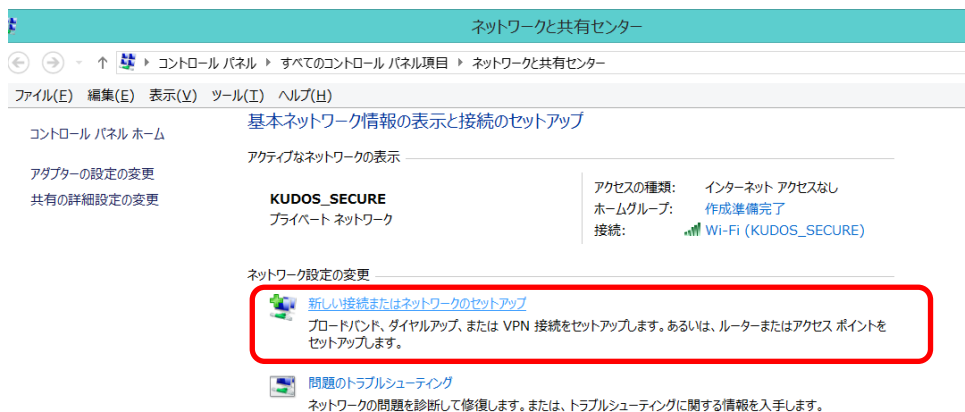 ネットワークと共有センター
コントロール パネル ▸ すべてのコントロール パネル項目 ▸ ネットワークと共有センター
ファイル(F) 編集(E) 表示(V) ツール(T) ヘルプ(H)
コントロール パネル ホーム
アダプターの設定の変更
共有の詳細設定の変更
基本ネットワーク情報の表示と接続のセットアップ
アクティブなネットワークの表示
KUDOS_SECURE
プライベート ネットワーク
アクセスの種類: インターネット アクセスなし
ホームグループ: 作成準備完了
接続: Wi-Fi (KUDOS_SECURE)
ネットワーク設定の変更
新しい接続またはネットワークのセットアップ
ブロードバンド、ダイヤルアップ、または VPN 接続をセットアップします。あるいは、ルーターまたはアクセス ポイントを
セットアップします。
問題のトラブルシューティング
ネットワークの問題を診断して修復します。または、トラブルシューティングに関する情報を入手します。